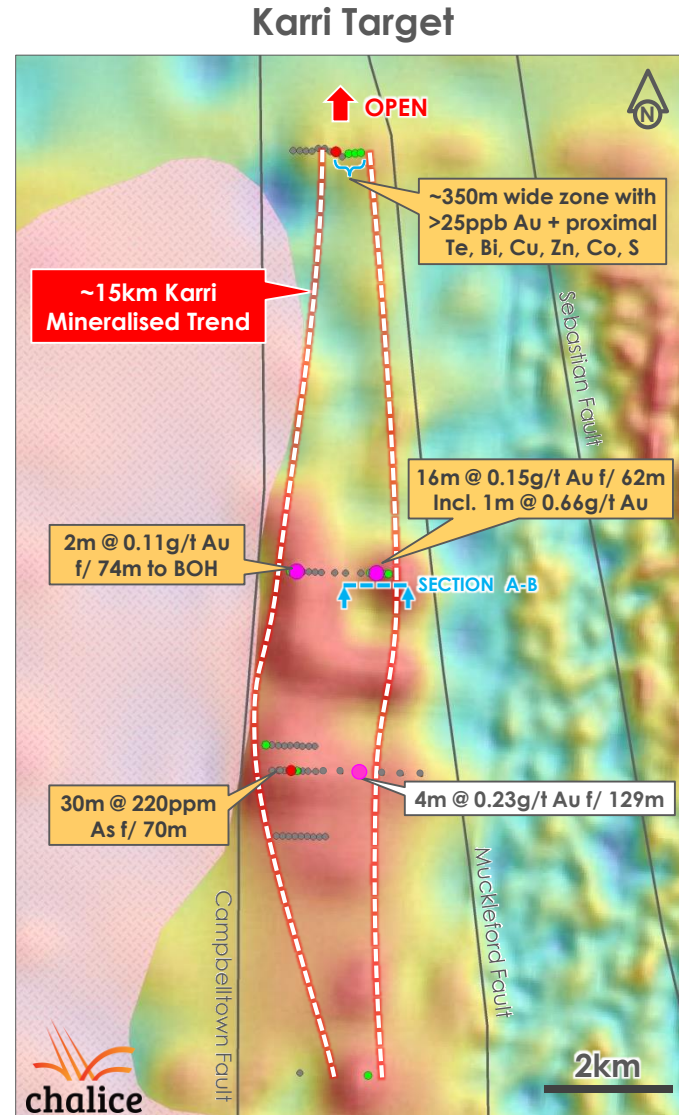 Karri Target
OPEN
N
~350m wide zone with
>25ppb Au + proximal
Te, Bi, Cu, Zn, Co, S
~15km Karri
Mineralised Trend
Sebastian Fault
16m @ 0.15g/t Au f/ 62m
Incl. 1m @ 0.66g/t Au
2m @ 0.11g/t Au
f/ 74m to BOH
SECTION A-B
30m @ 220ppm
As f/ 70m
4m @ 0.23g/t Au f/ 129m
Campbelltown Fault
Muckleford Fault
2km
chalice